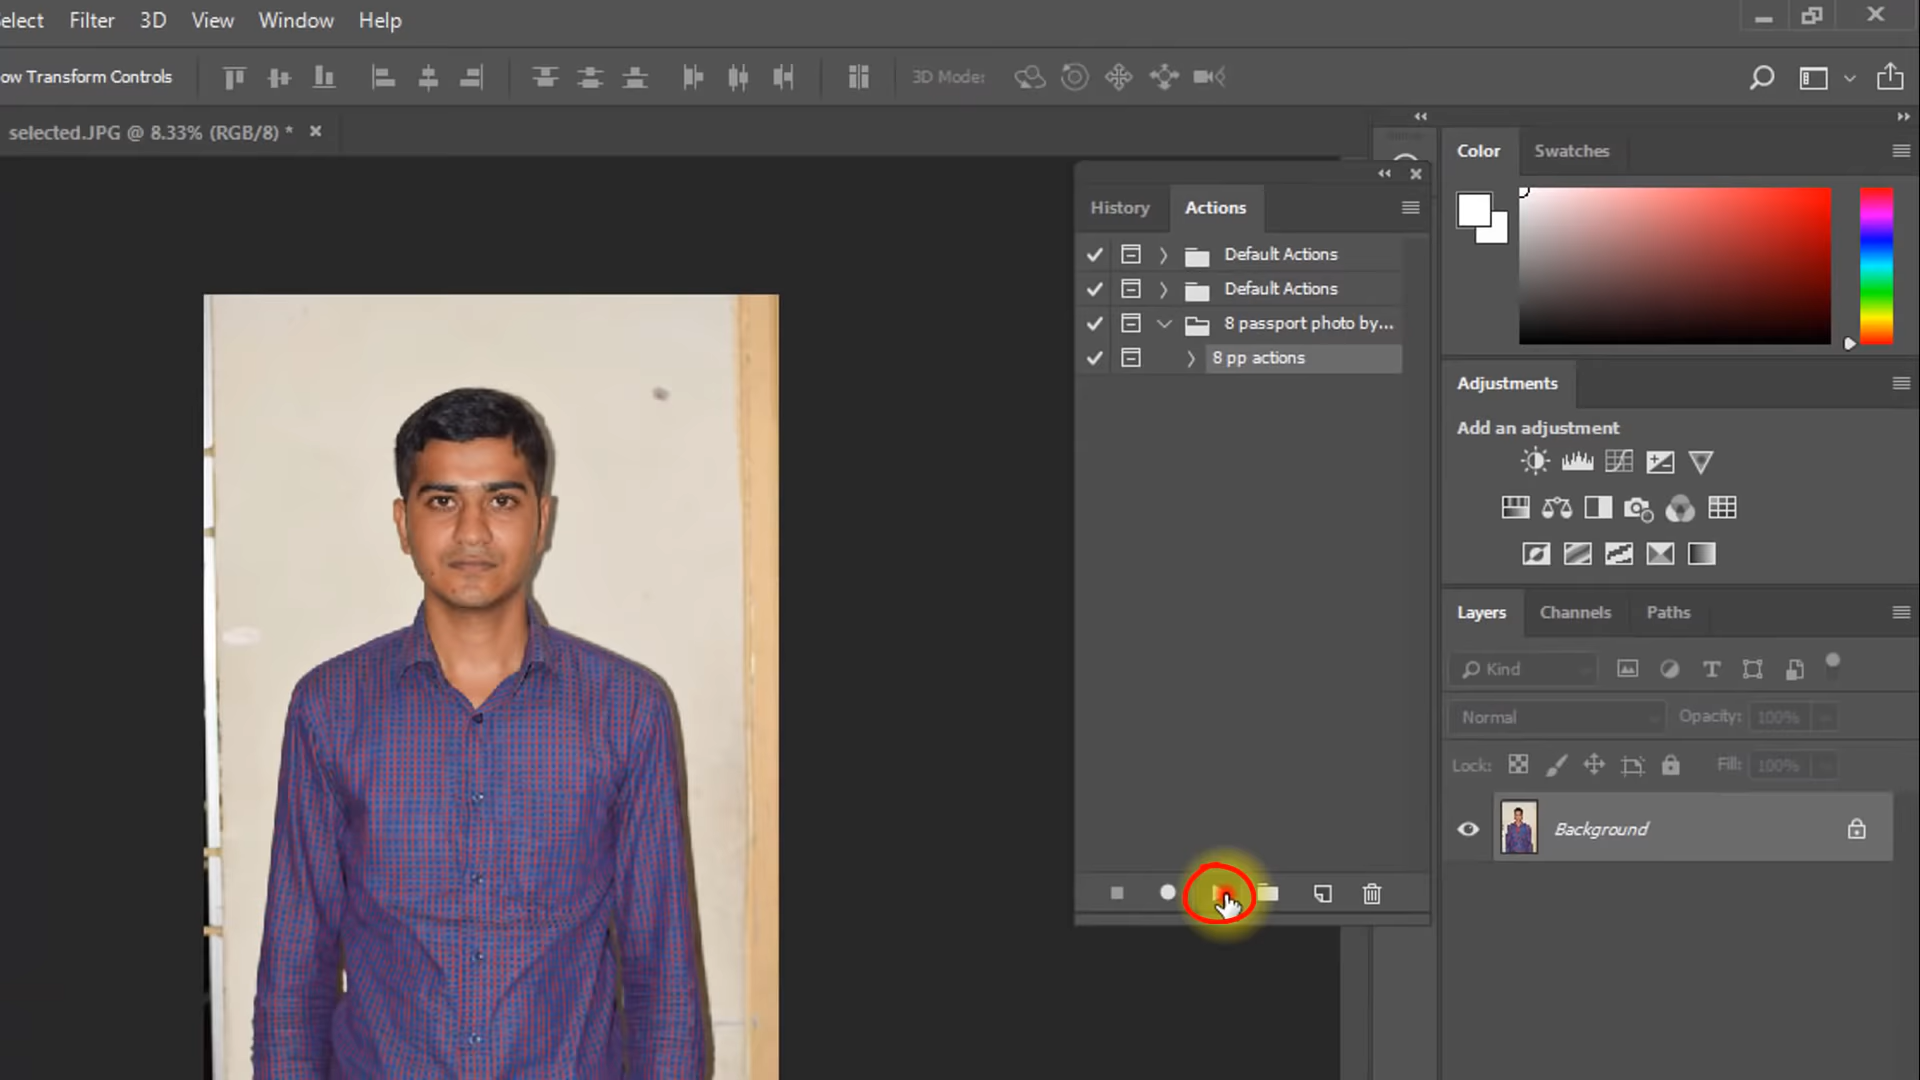 elect Filter 3D View Window Help
ow Transform Controls 3D Mode:
selected.JPG @ 8.33% (RGB/8) *
History Actions
Default Actions
Default Actions
8 passport photo by...
8 pp actions
Color Swatches
Adjustments
Add an adjustment
Layers Channels Paths
Kind
Normal Opacity: 100%
Lock: Fill: 100%
Background